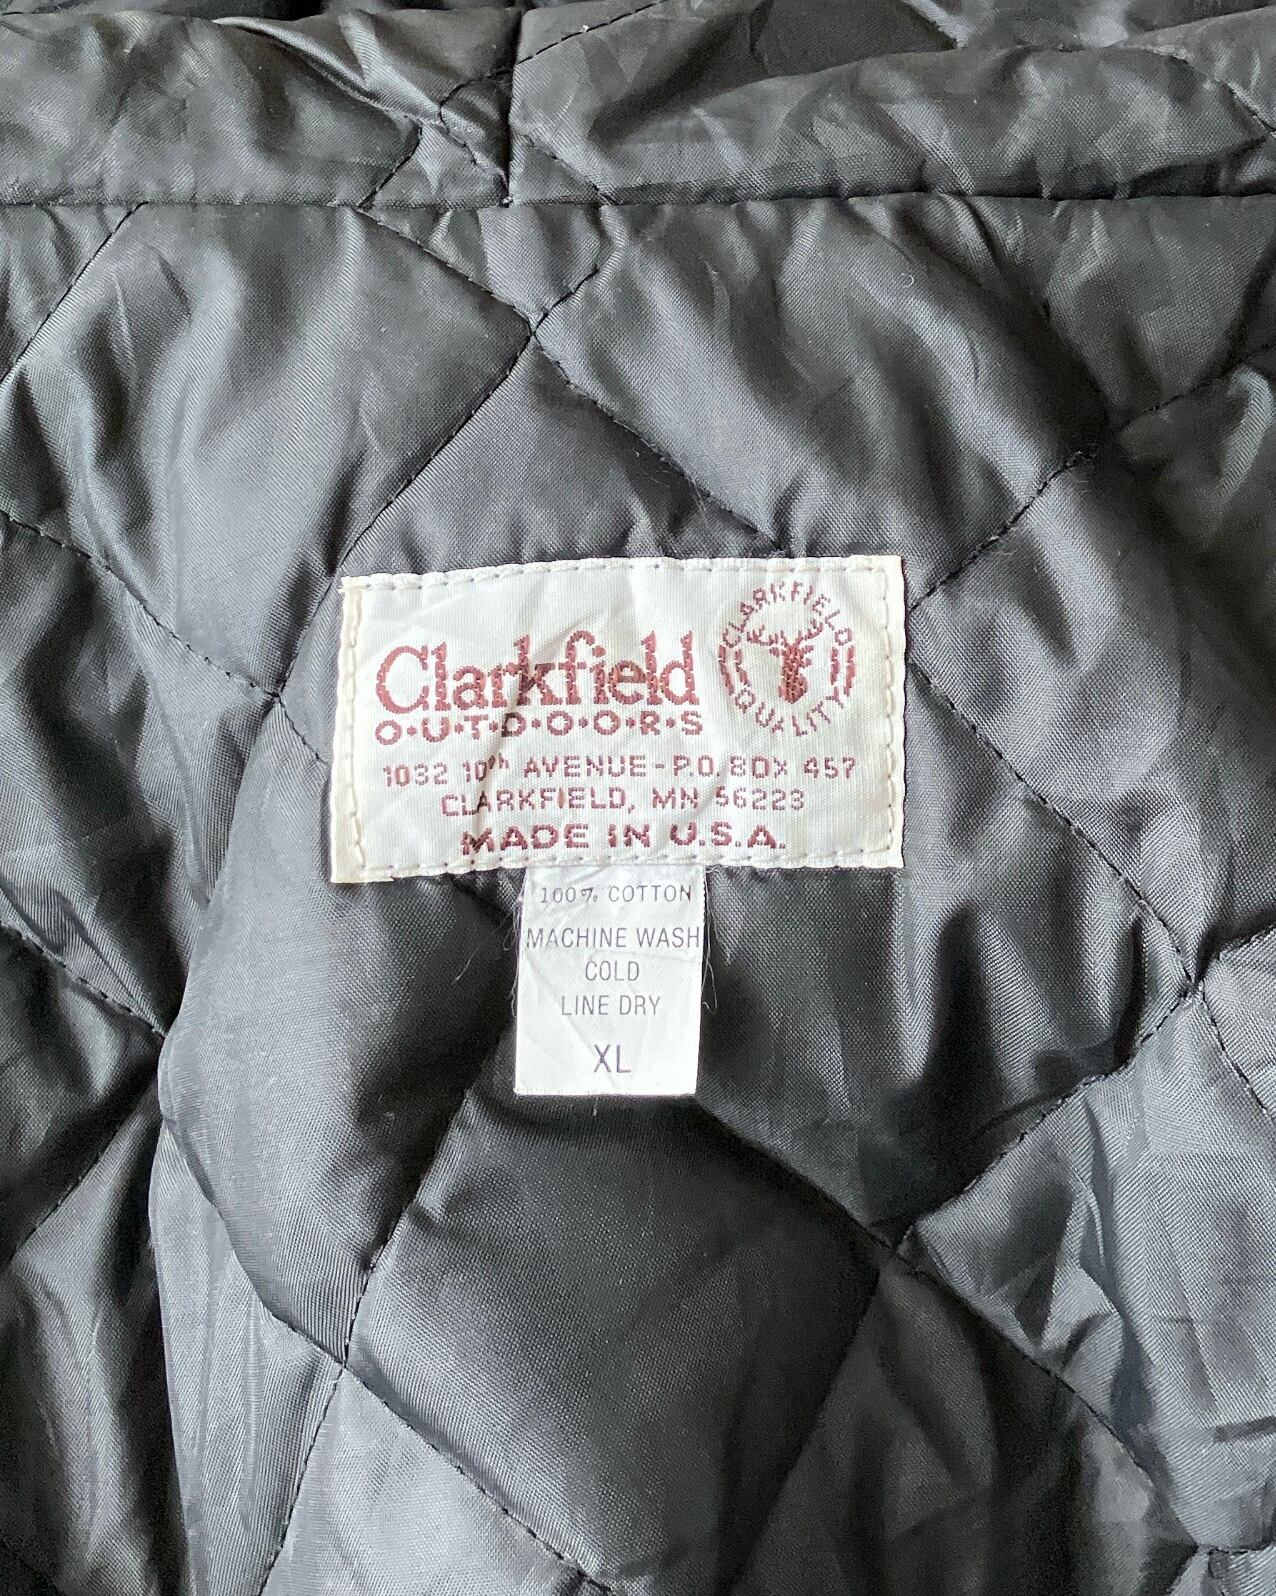 CLARKFIELD
QUALITY
Clarkfield
O·U·T·D·O·O·R·S
1032 10th AVENUE-P.O. BOX 457
CLARKFIELD, MN 56223
MADE IN U.S.A.
100% COTTON
MACHINE WASH
COLD
LINE DRY
XL